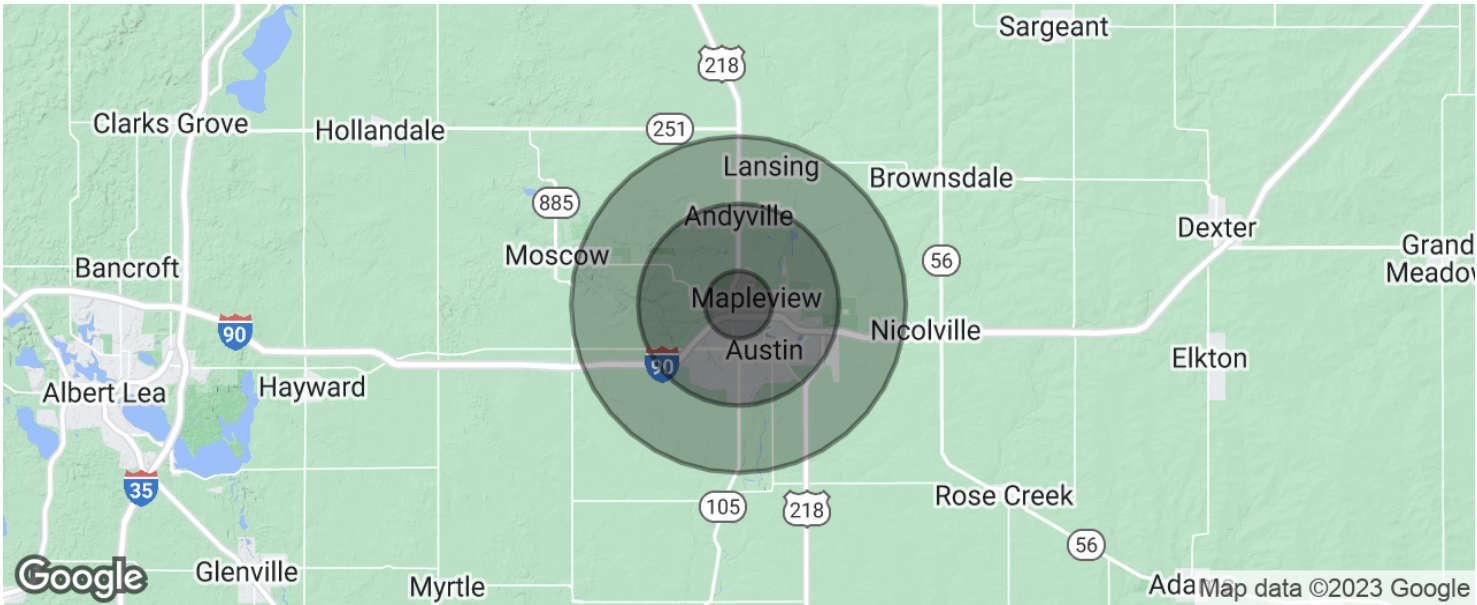 Sargeant
218
Clarks Grove
Hollandale
251
Lansing
Brownsdale
885
Andyville
Dexter
Moscow
56
Grand
Meadow
Bancroft
Mapleview
90
Nicolville
Austin
90
Elkton
Albert Lea
Hayward
35
105
218
Rose Creek
56
Google
Glenville
Myrtle
Ada
Map data ©2023 Google